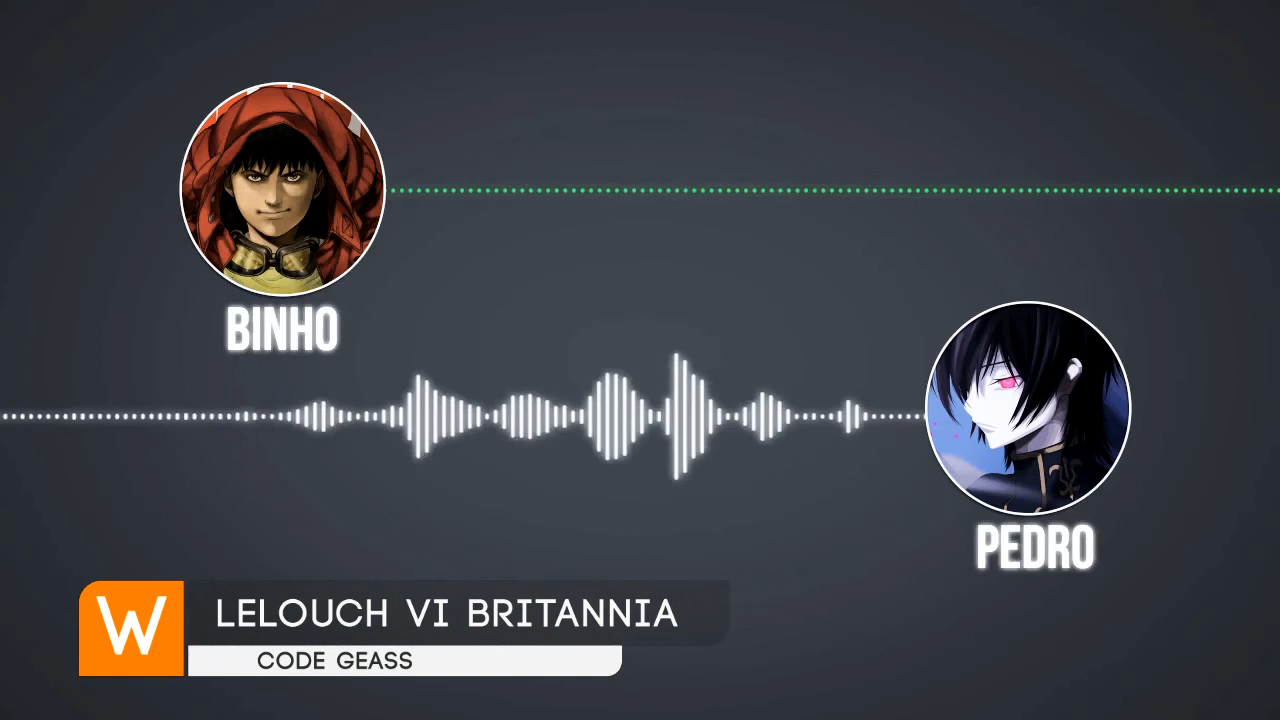 BINHO
PEDRO
W
LELOUCH VI BRITANNIA
CODE GEASS